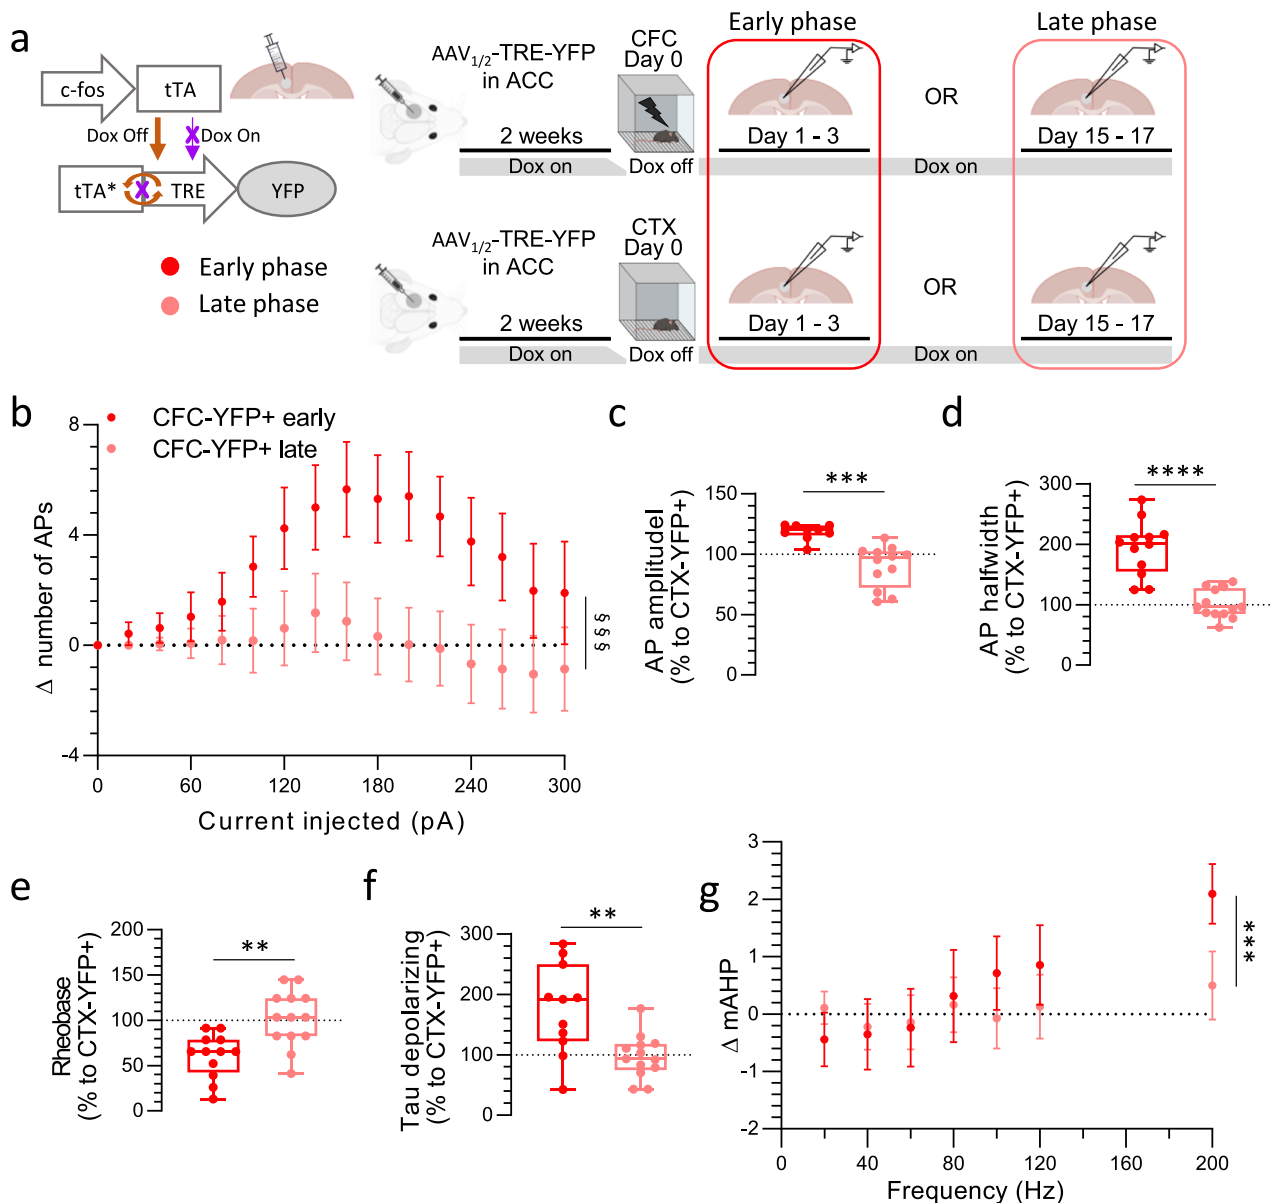 a
c-fos
tTA
Dox Off
Dox On
tTA*
TRE
YFP
Early phase
Late phase
AAV1/2-TRE-YFP
in ACC
2 weeks
Dox on
CFC
Day 0
Dox off
Early phase
Day 1 - 3
OR
Dox on
Late phase
Day 15 - 17
AAV1/2-TRE-YFP
in ACC
2 weeks
Dox on
CTX
Day 0
Dox off
Day 1 - 3
OR
Dox on
Day 15 - 17
b
CFC-YFP+ early
CFC-YFP+ late
Δ number of APs
8
4
0
-4
0
60
120
180
240
300
Current injected (pA)
§§§
c
AP amplitudel
(% to CTX-YFP+)
150
100
50
0
***
d
AP halfwidth
(% to CTX-YFP+)
300
200
100
0
****
e
Rheobase
(% to CTX-YFP+)
200
150
100
50
0
**
f
Tau depolarizing
(% to CTX-YFP+)
300
200
100
0
**
g
Δ mAHP
3
2
1
0
-1
-2
0
40
80
120
160
200
Frequency (Hz)
***